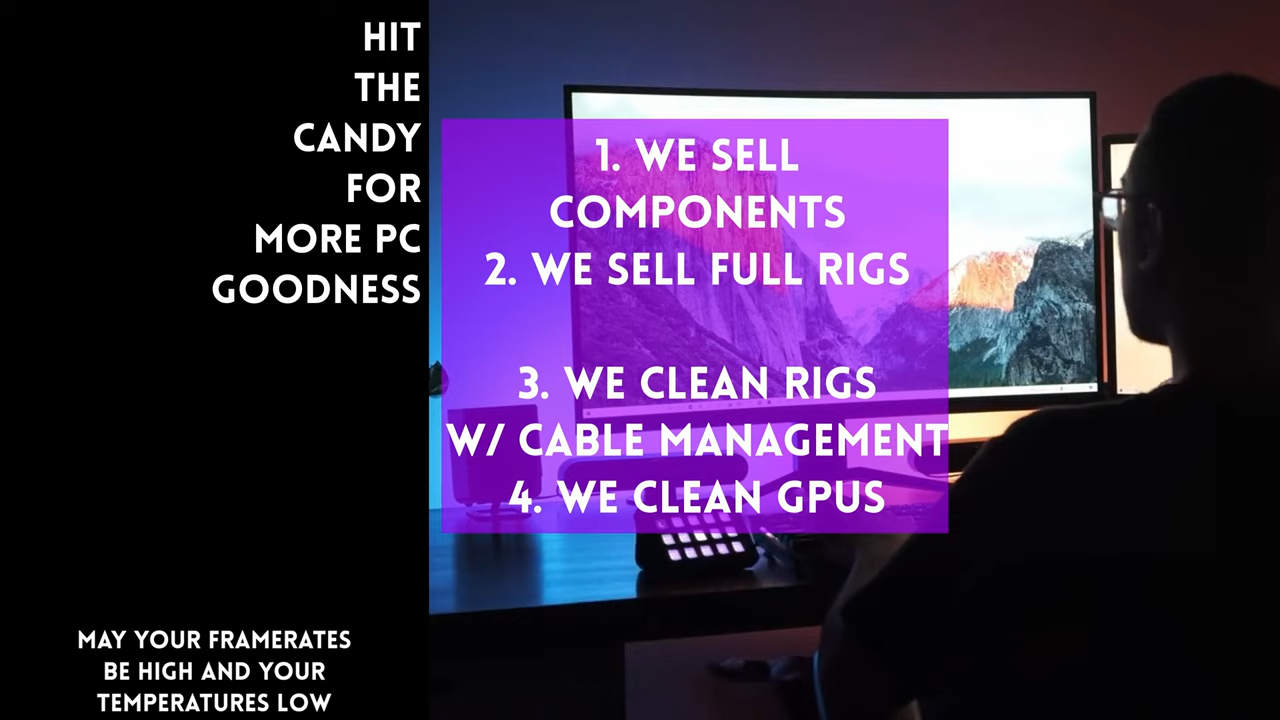 HIT
THE
CANDY
FOR
MORE PC
GOODNESS
1. WE SELL
COMPONENTS
2. WE SELL FULL RIGS
3. WE CLEAN RIGS
W/ CABLE MANAGEMENT
4. WE CLEAN GPUS
MAY YOUR FRAMERATES
BE HIGH AND YOUR
TEMPERATURES LOW